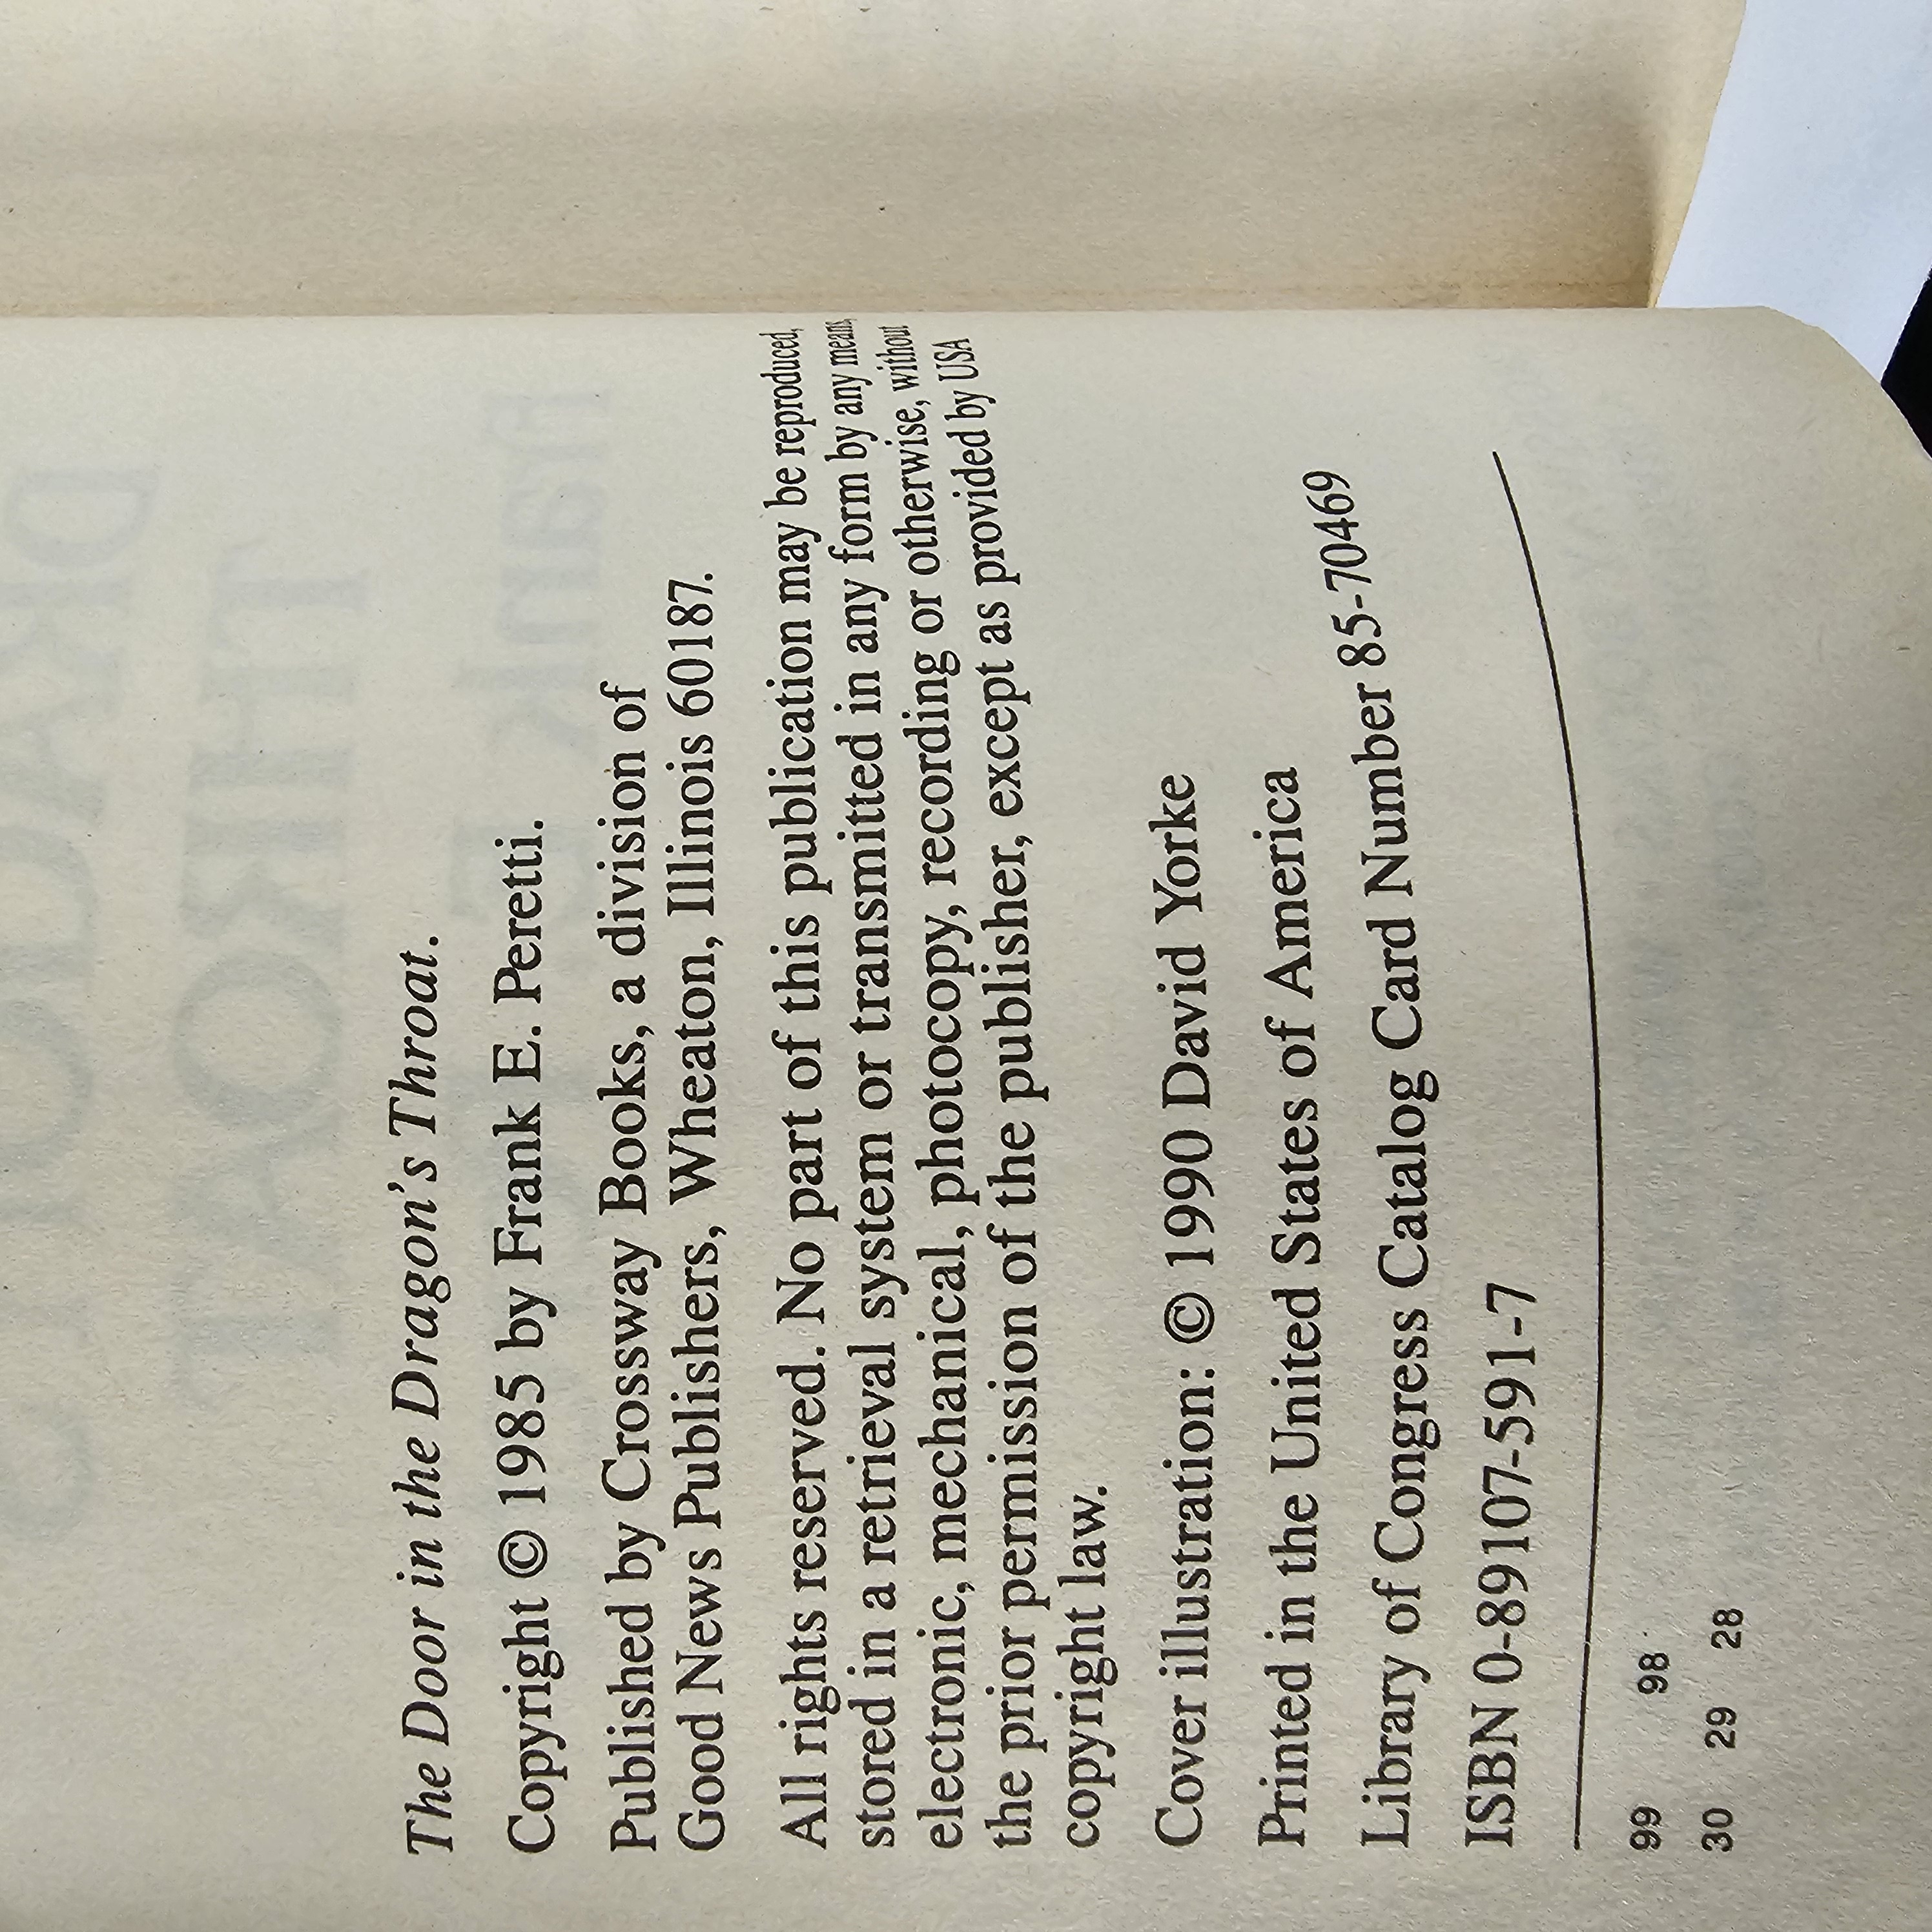 The Door in the Dragon's Throat.
Copyright © 1985 by Frank E. Peretti.
Published by Crossway Books, a division of
Good News Publishers, Wheaton, Illinois 60187.
All rights reserved. No part of this publication may be reproduced,
stored in a retrieval system or transmitted in any form by any means,
electronic, mechanical, photocopy, recording or otherwise, without
the prior permission of the publisher, except as provided by USA
copyright law.
Cover illustration: © 1990 David Yorke
Printed in the United States of America
Library of Congress Catalog Card Number 85-70469
ISBN 0-89107-591-7
99 98
30 29 28